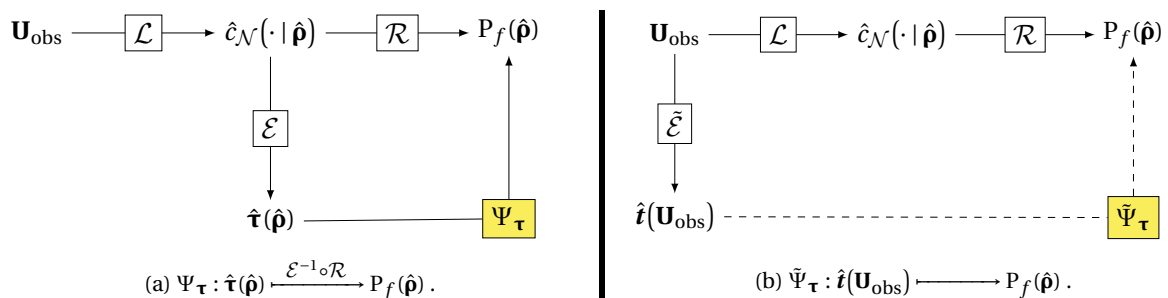 𝐔_obs ℒ ĉ_𝒩(· | 𝛒̂) ℛ P_f(𝛒̂)
ℰ
𝛕̂(𝛒̂) Ψ_𝛕
(a) Ψ_𝛕 : 𝛕̂(𝛒̂) ⟼ ℰ⁻¹∘ℛ P_f(𝛒̂) .
𝐔_obs ℒ ĉ_𝒩(· | 𝛒̂) ℛ P_f(𝛒̂)
ℰ̃
𝒕̂(𝐔_obs) Ψ̃_𝛕
(b) Ψ̃_𝛕 : 𝒕̂(𝐔_obs) ⟼ P_f(𝛒̂) .